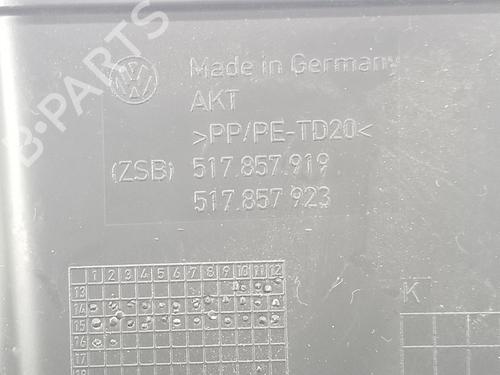 B-PARTS
Made in Germany
AKT
>PP/PE-TD20<
(ZSB) 517.857.919
517.857 923
1 2 3 4 5 6 7 8 9 10 11 12
13
14
15
16
17
18
K